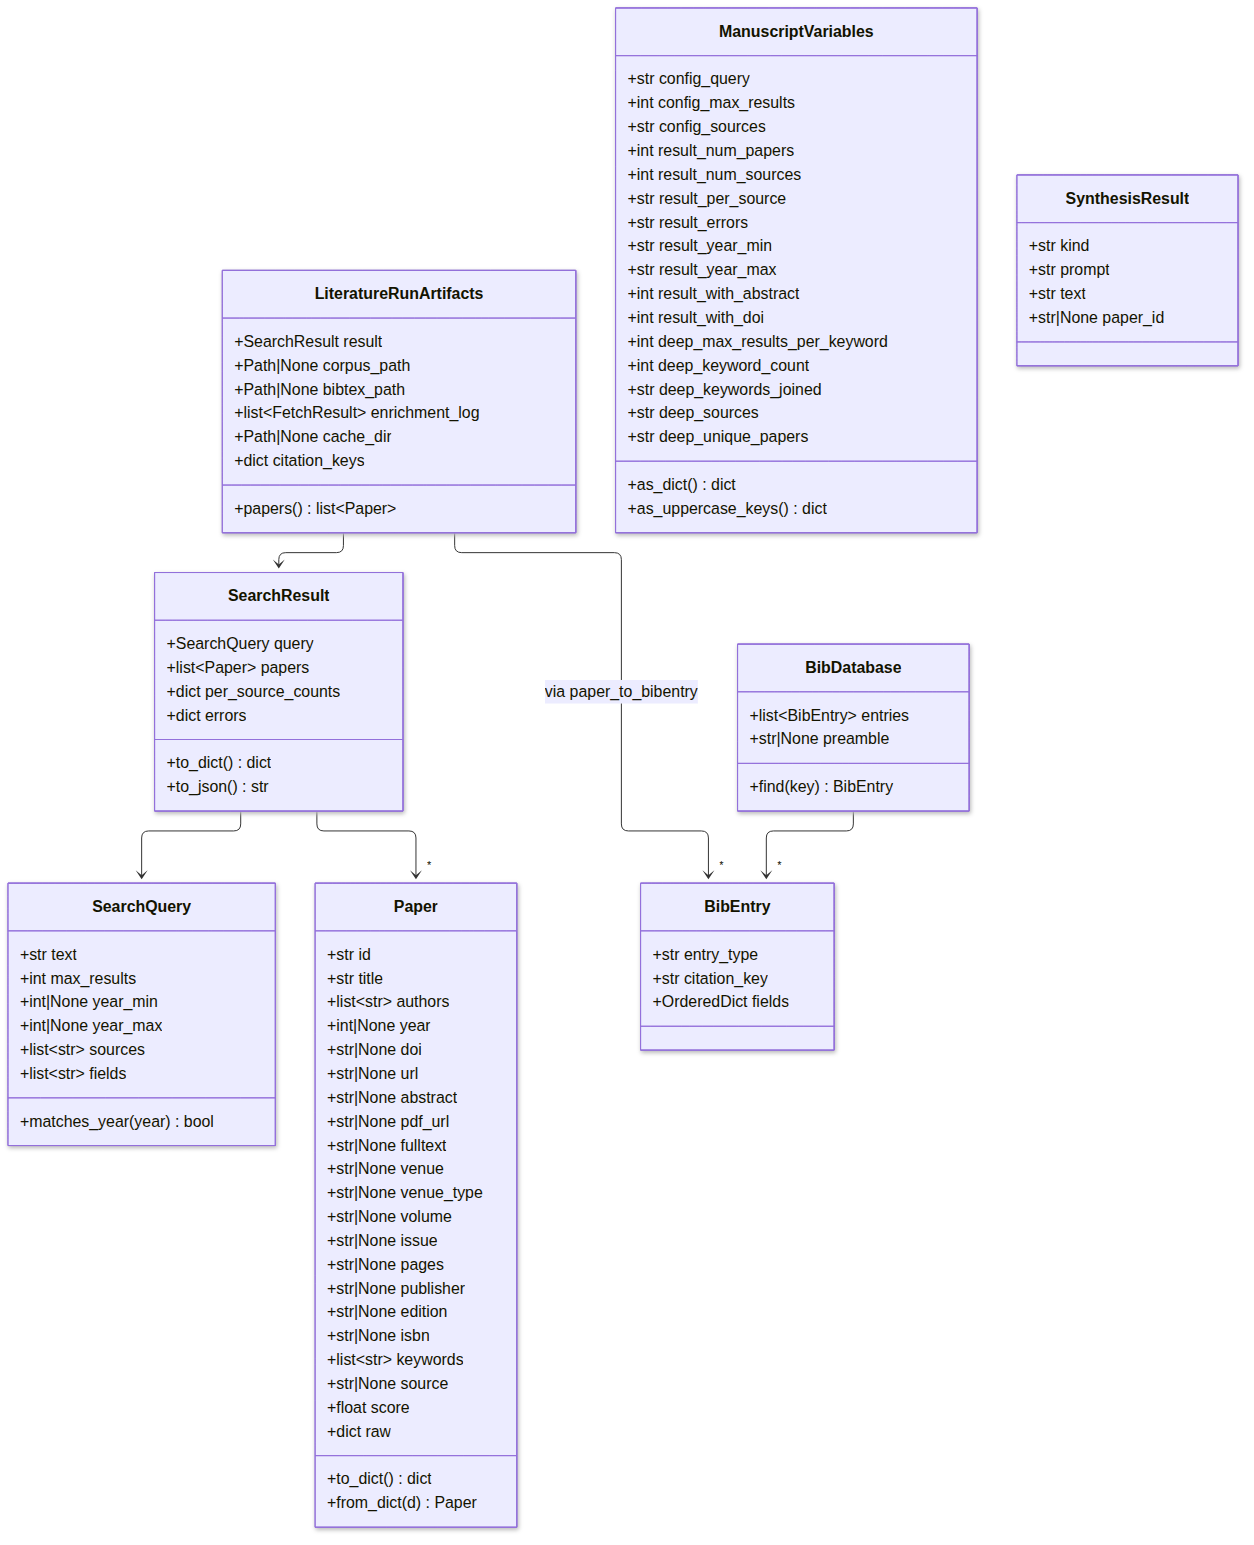 ManuscriptVariables
+str config_query
+int config_max_results
+str config_sources
+int result_num_papers
+int result_num_sources
+str result_per_source
+str result_errors
+str result_year_min
+str result_year_max
+int result_with_abstract
+int result_with_doi
+int deep_max_results_per_keyword
+int deep_keyword_count
+str deep_keywords_joined
+str deep_sources
+str deep_unique_papers
+as_dict() : dict
+as_uppercase_keys() : dict
SynthesisResult
+str kind
+str prompt
+str text
+str|None paper_id
LiteratureRunArtifacts
+SearchResult result
+Path|None corpus_path
+Path|None bibtex_path
+list<FetchResult> enrichment_log
+Path|None cache_dir
+dict citation_keys
+papers() : list<Paper>
SearchResult
+SearchQuery query
+list<Paper> papers
+dict per_source_counts
+dict errors
+to_dict() : dict
+to_json() : str
via paper_to_bibentry
BibDatabase
+list<BibEntry> entries
+str|None preamble
+find(key) : BibEntry
*
*
*
SearchQuery
+str text
+int max_results
+int|None year_min
+int|None year_max
+list<str> sources
+list<str> fields
+matches_year(year) : bool
Paper
+str id
+str title
+list<str> authors
+int|None year
+str|None doi
+str|None url
+str|None abstract
+str|None pdf_url
+str|None fulltext
+str|None venue
+str|None venue_type
+str|None volume
+str|None issue
+str|None pages
+str|None publisher
+str|None edition
+str|None isbn
+list<str> keywords
+str|None source
+float score
+dict raw
+to_dict() : dict
+from_dict(d) : Paper
BibEntry
+str entry_type
+str citation_key
+OrderedDict fields